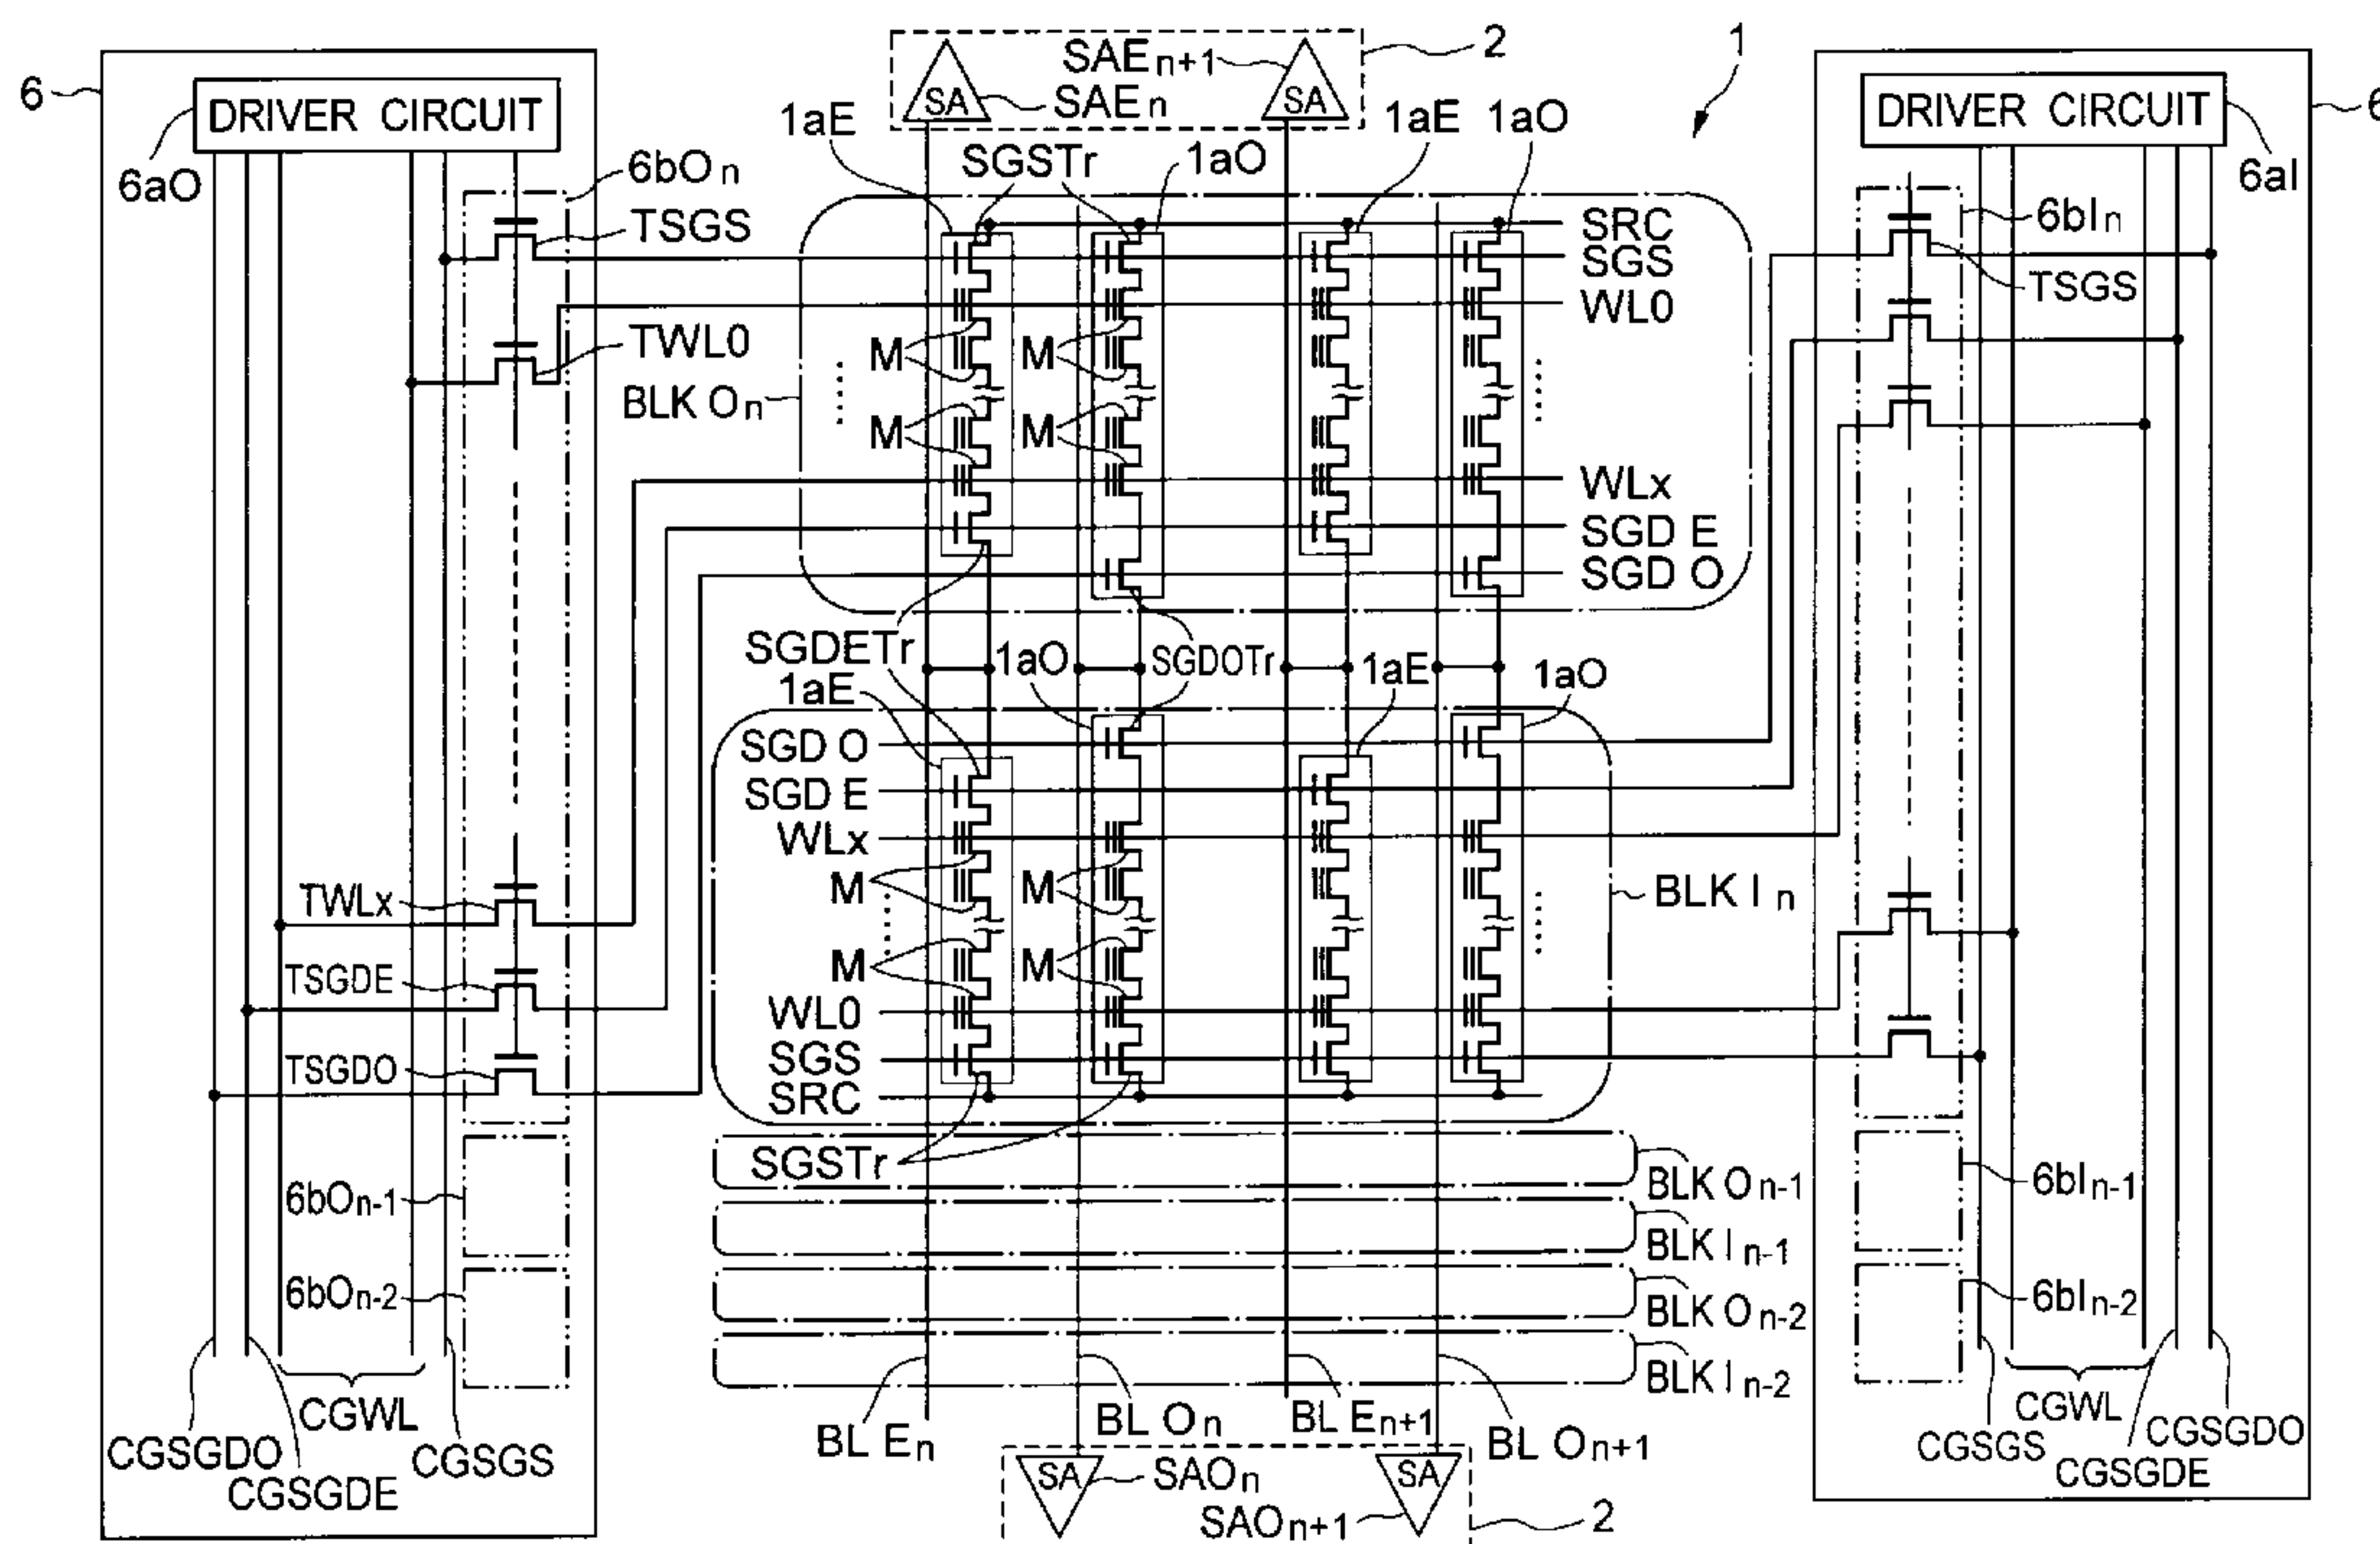 6
DRIVER CIRCUIT
6aO
6bOn
TSGS
TWL0
BLK On
TWLx
TSGDE
TSGDO
6bOn-1
6bOn-2
CGSGDO
CGSGDE
CGWL
CGSGS
SAEn+1
SA
SAEn
SA
2
1
1aE
SGSTr
1aO
1aE
1aO
SRC
SGS
WL0
M
M
M
M
WLx
SGD E
SGD O
SGDETr
1aE
1aO
SGDOTr
1aE
1aO
SGD O
SGD E
WLx
M
M
M
M
WL0
SGS
SRC
SGSTr
BLK In
BLK On-1
BLK In-1
BLK On-2
BLK In-2
BL En
BL On
BL En+1
BL On+1
SA
SAOn
SAOn+1
SA
2
DRIVER CIRCUIT
6aI
6bIn
TSGS
6bIn-1
6bIn-2
CGSGS
CGWL
CGSGDE
CGSGDO